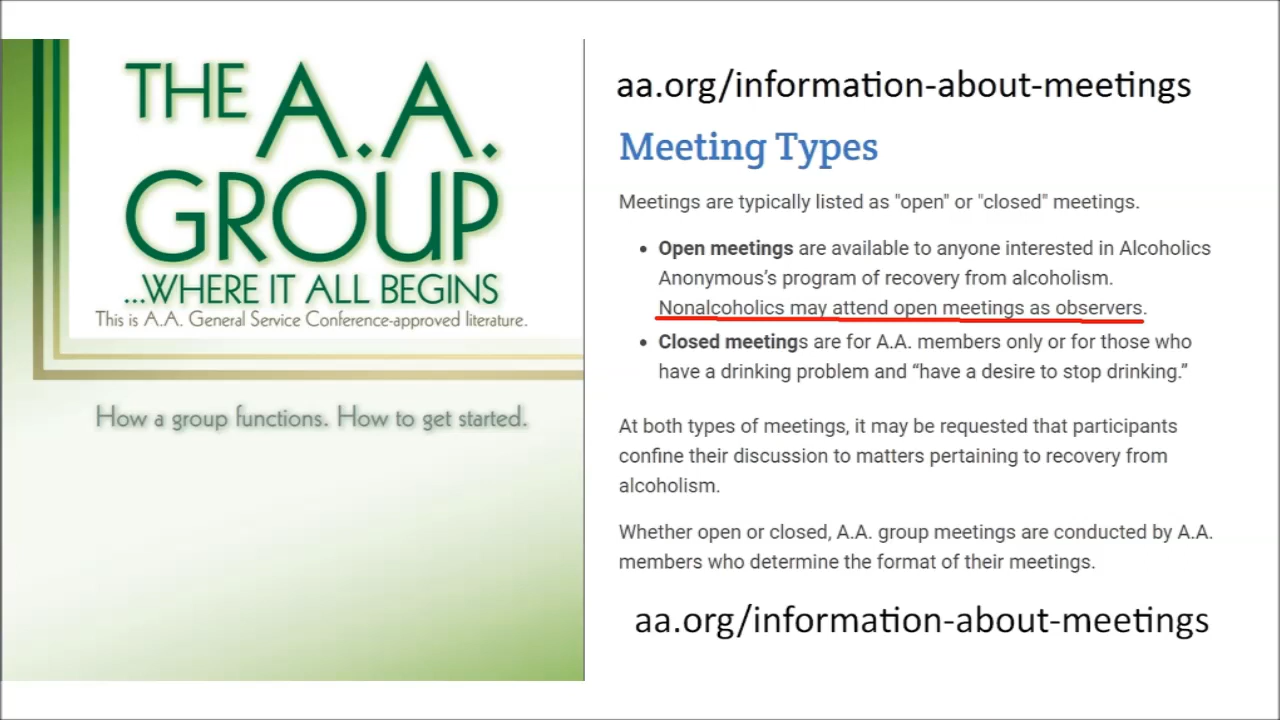 THE A.A.
GROUP
...WHERE IT ALL BEGINS
This is A.A. General Service Conference-approved literature.
How a group functions. How to get started.
aa.org/information-about-meetings
Meeting Types
Meetings are typically listed as "open" or "closed" meetings.
• Open meetings are available to anyone interested in Alcoholics
Anonymous's program of recovery from alcoholism.
Nonalcoholics may attend open meetings as observers.
• Closed meetings are for A.A. members only or for those who
have a drinking problem and “have a desire to stop drinking.”
At both types of meetings, it may be requested that participants
confine their discussion to matters pertaining to recovery from
alcoholism.
Whether open or closed, A.A. group meetings are conducted by A.A.
members who determine the format of their meetings.
aa.org/information-about-meetings